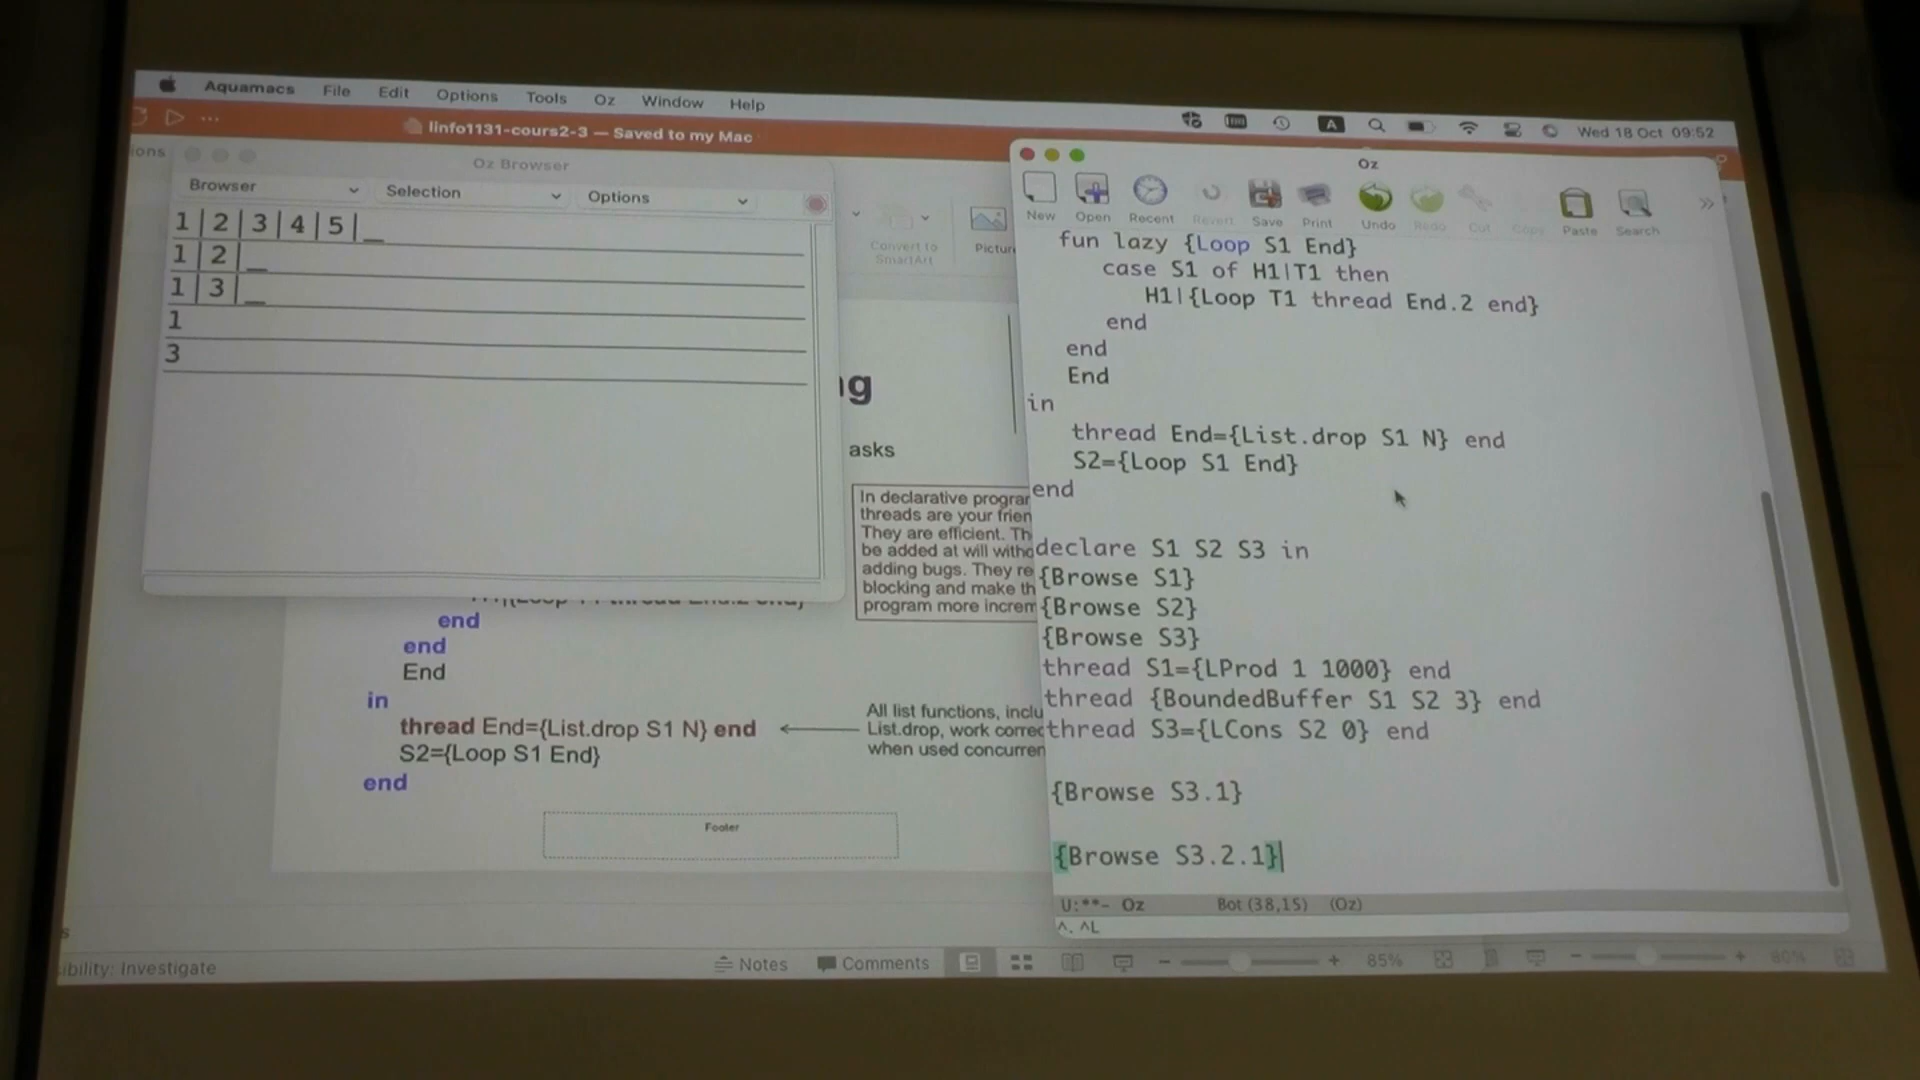 Aquamacs File Edit Options Tools Oz Window Help
Wed 18 Oct 09:52
linfo1131-cours2-3 — Saved to my Mac
ions
Oz Browser
Browser Selection Options
1|2|3|4|5|_
1|2|_
1|3|_
1
3
Convert to
SmartArt
Picture
g
asks
In declarative program
threads are your frien
They are efficient. Th
be added at will witho
adding bugs. They re
blocking and make th
program more increm
end
end
End
in
thread End={List.drop S1 N} end
S2={Loop S1 End}
end
All list functions, inclu
List.drop, work correc
when used concurren
Footer
Oz
New Open Recent Revert Save Print Undo Redo Cut Copy Paste Search
fun lazy {Loop S1 End}
case S1 of H1|T1 then
H1|{Loop T1 thread End.2 end}
end
end
End
in
thread End={List.drop S1 N} end
S2={Loop S1 End}
end
declare S1 S2 S3 in
{Browse S1}
{Browse S2}
{Browse S3}
thread S1={LProd 1 1000} end
thread {BoundedBuffer S1 S2 3} end
thread S3={LCons S2 0} end
{Browse S3.1}
{Browse S3.2.1}
U:**- Oz Bot (38,15) (Oz)
^. ^L
ibility: Investigate
Notes Comments
85%
80%